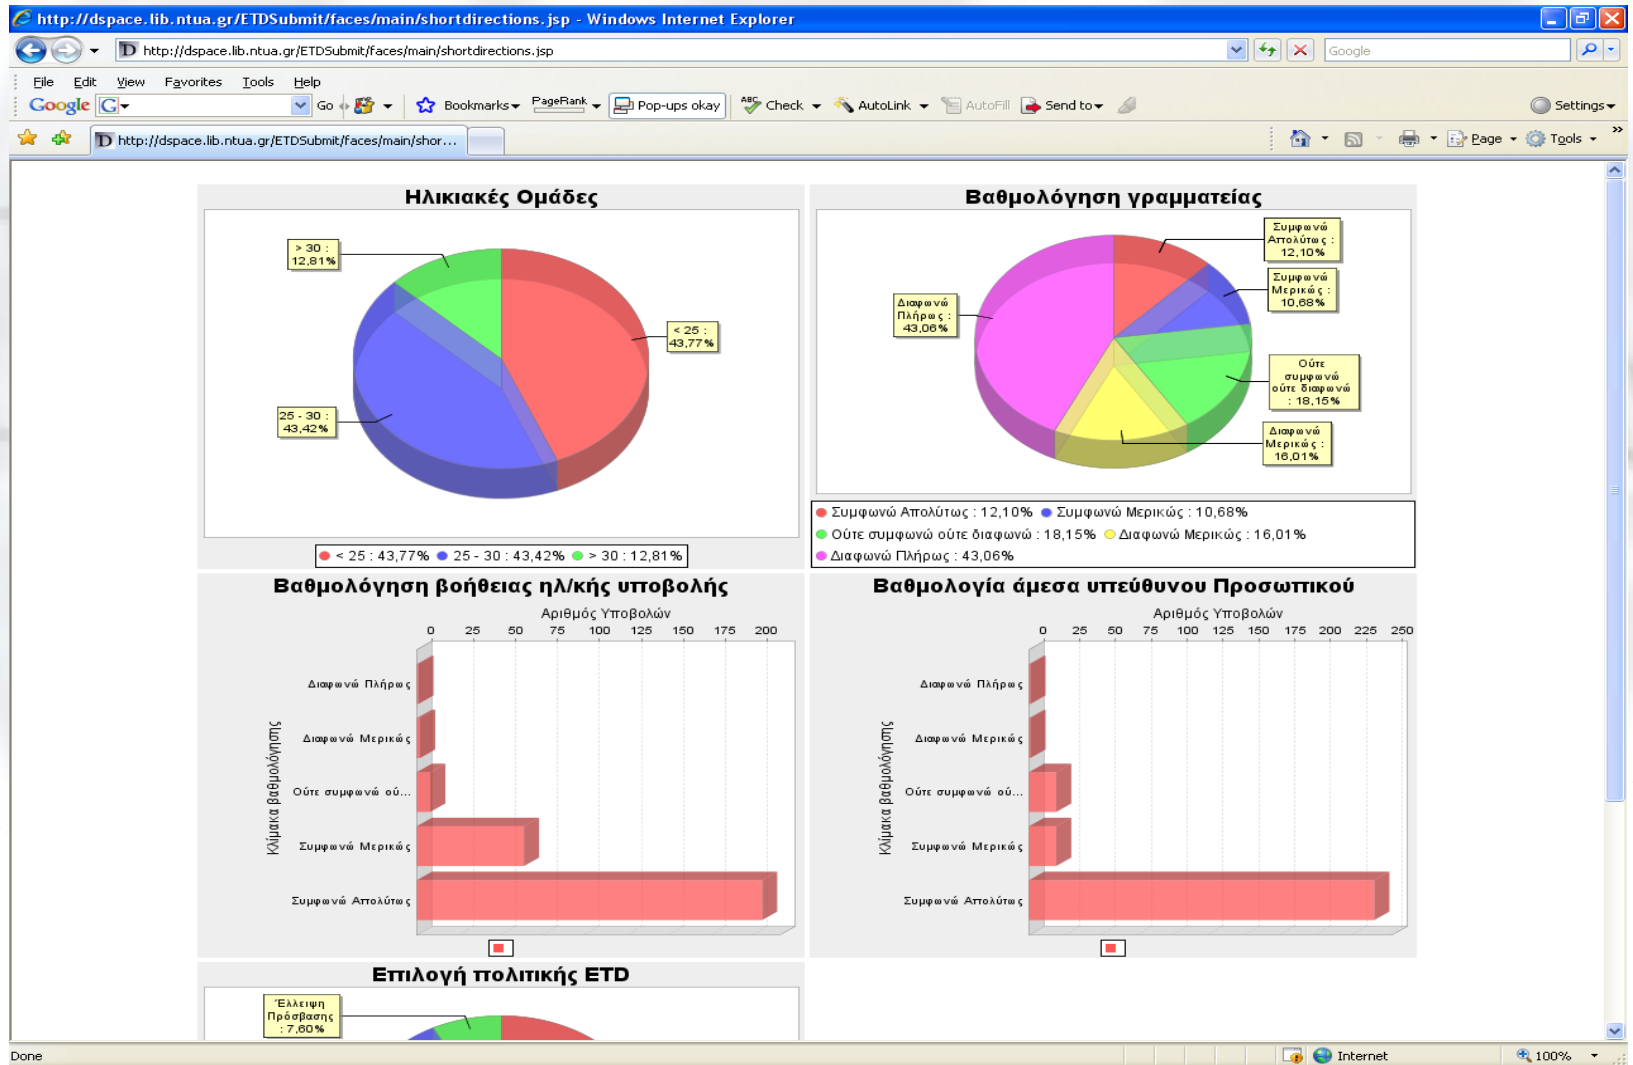 http://dspace.lib.ntua.gr/ETDSubmit/faces/main/shortdirections.jsp - Windows Internet Explorer
http://dspace.lib.ntua.gr/ETDSubmit/faces/main/shortdirections.jsp
Google
File Edit View Favorites Tools Help
Google G Go Bookmarks PageRank Pop-ups okay ABC Check AutoLink AutoFill Send to Settings
http://dspace.lib.ntua.gr/ETDSubmit/faces/main/shor... Page Tools »
Ηλικιακές Ομάδες
> 30 :
12,81%
< 25 :
43,77%
25 - 30 :
43,42%
< 25 : 43,77% 25 - 30 : 43,42% > 30 : 12,81%
Βαθμολόγηση γραμματείας
Συμφωνώ
Απολύτως :
12,10%
Συμφωνώ
Μερικώς :
10,68%
Διαφωνώ
Πλήρως :
43,06%
Ούτε
συμφωνώ
ούτε διαφωνώ
: 18,15%
Διαφωνώ
Μερικώς :
16,01%
Συμφωνώ Απολύτως : 12,10% Συμφωνώ Μερικώς : 10,68%
Ούτε συμφωνώ ούτε διαφωνώ : 18,15% Διαφωνώ Μερικώς : 16,01%
Διαφωνώ Πλήρως : 43,06%
Βαθμολόγηση βοήθειας ηλ/κής υποβολής
Αριθμός Υποβολών
0 25 50 75 100 125 150 175 200
Κλίμακα βαθμολόγησης
Διαφωνώ Πλήρως
Διαφωνώ Μερικώς
Ούτε συμφωνώ ού...
Συμφωνώ Μερικώς
Συμφωνώ Απολύτως
Βαθμολογία άμεσα υπεύθυνου Προσωπικού
Αριθμός Υποβολών
0 25 50 75 100 125 150 175 200 225 250
Κλίμακα βαθμολόγησης
Διαφωνώ Πλήρως
Διαφωνώ Μερικώς
Ούτε συμφωνώ ού...
Συμφωνώ Μερικώς
Συμφωνώ Απολύτως
Επιλογή πολιτικής ETD
Έλλειψη
Πρόσβασης
: 7,60%
Done Internet 100%